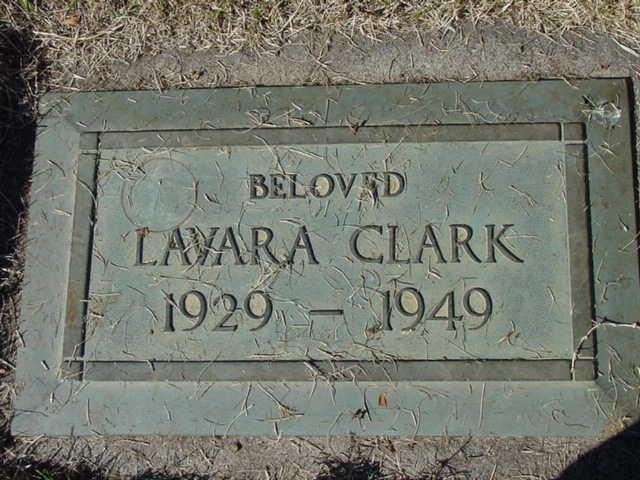 BELOVED
LAVARA CLARK
1929 – 1949